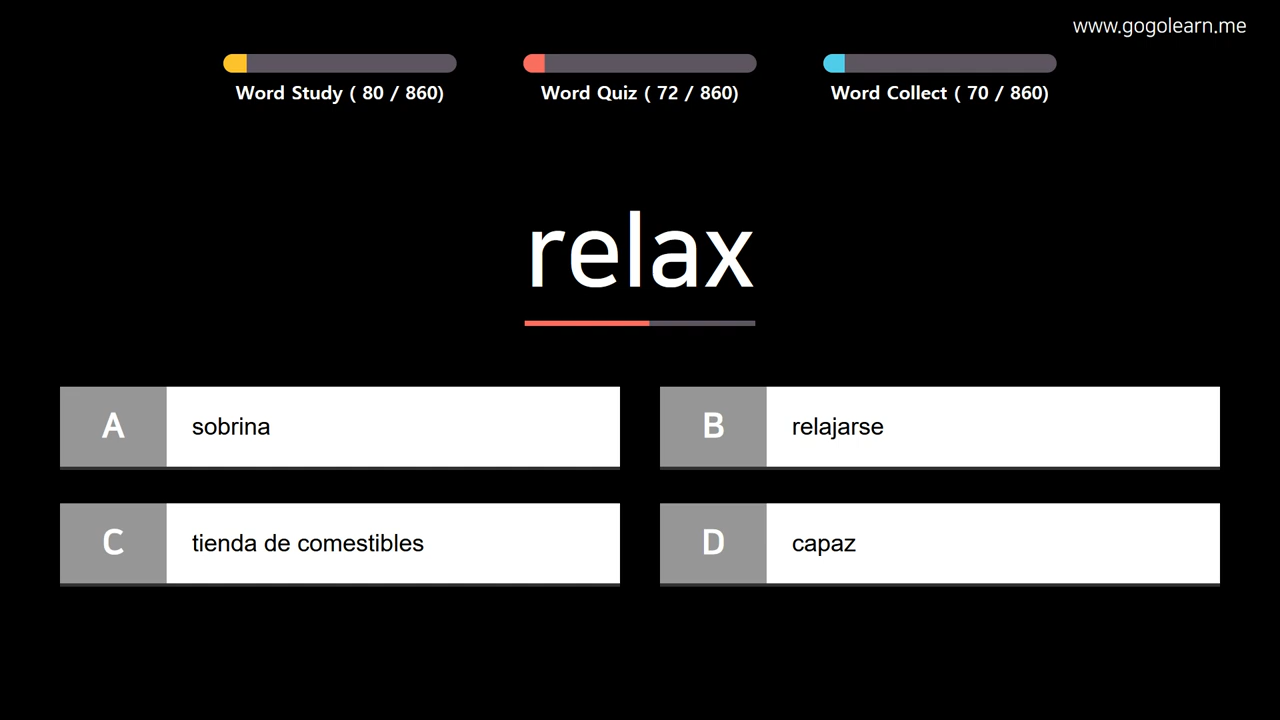 www.gogolearn.me
Word Study ( 80 / 860)
Word Quiz ( 72 / 860)
Word Collect ( 70 / 860)
relax
A sobrina
B relajarse
C tienda de comestibles
D capaz